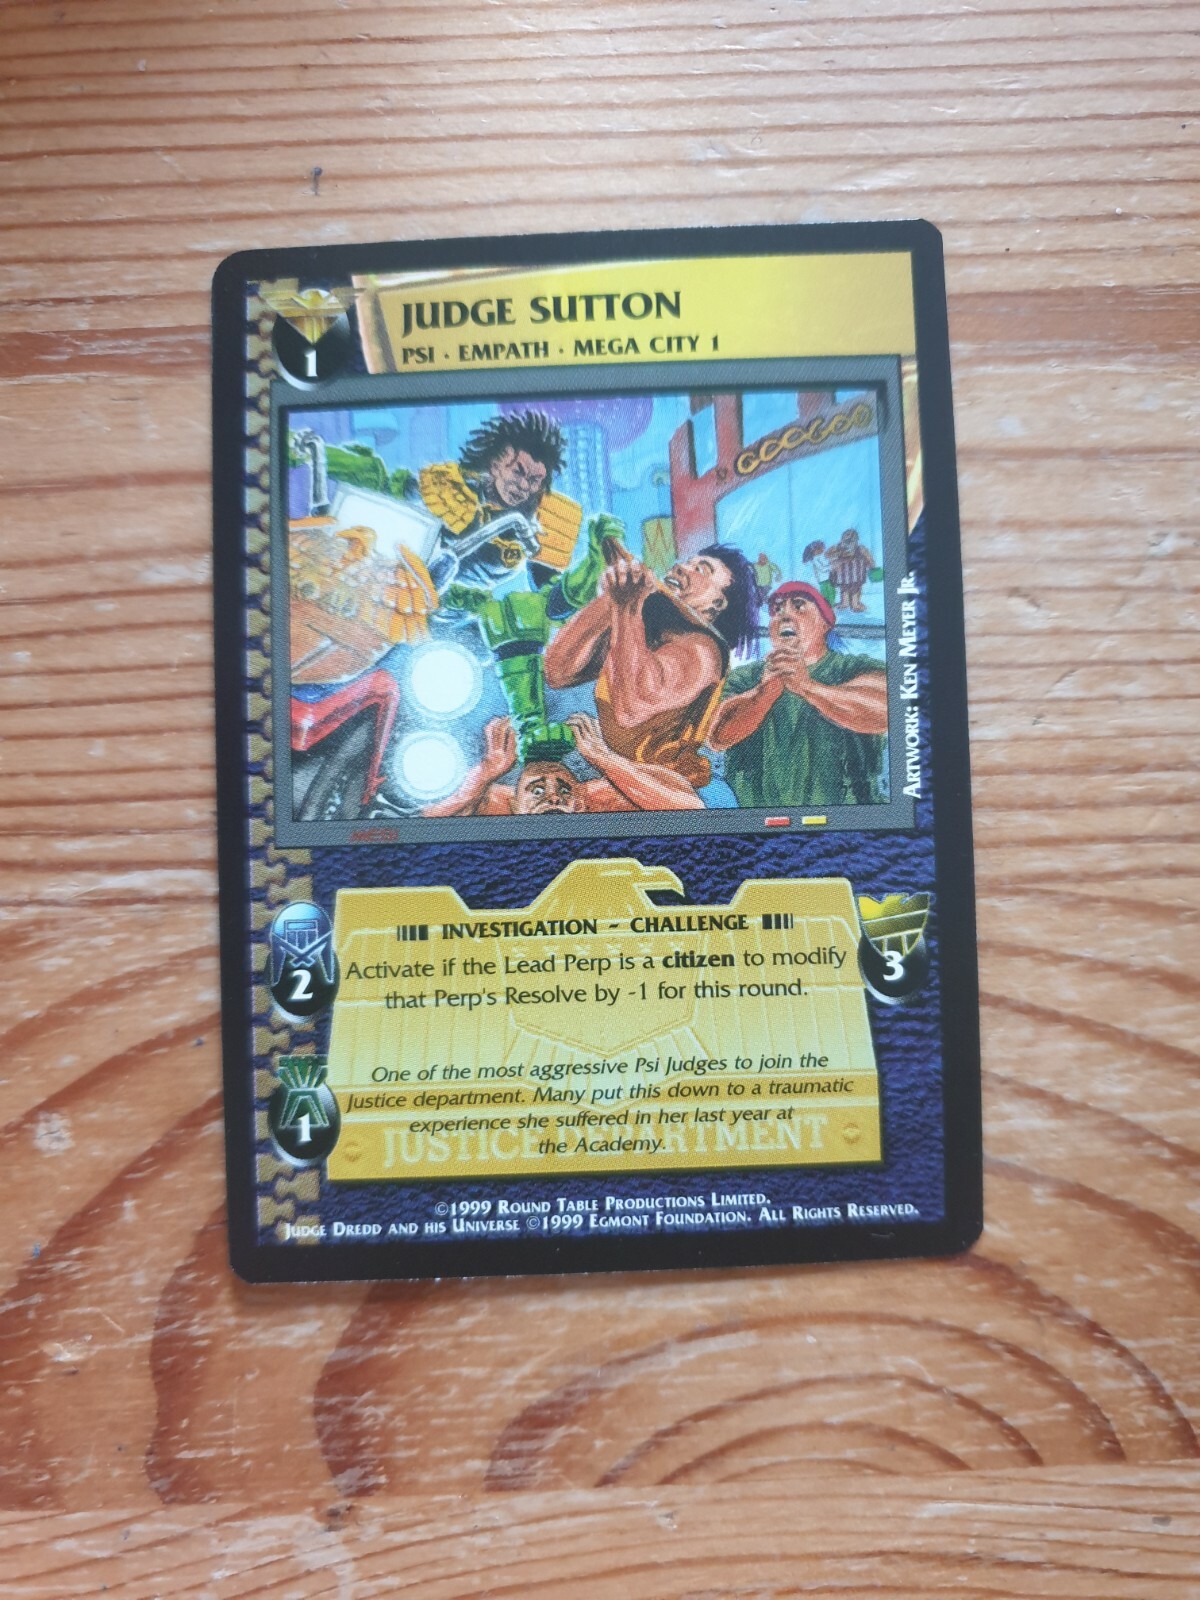 JUDGE SUTTON
1
PSI · EMPATH · MEGA CITY 1
ARTWORK: KEN MEYER JR.
INVESTIGATION ~ CHALLENGE
Activate if the Lead Perp is a citizen to modify
that Perp's Resolve by -1 for this round.
2
3
One of the most aggressive Psi Judges to join the
Justice department. Many put this down to a traumatic
experience she suffered in her last year at
the Academy.
1
JUSTICE DEPARTMENT
©1999 ROUND TABLE PRODUCTIONS LIMITED.
JUDGE DREDD AND HIS UNIVERSE ©1999 EGMONT FOUNDATION. ALL RIGHTS RESERVED.